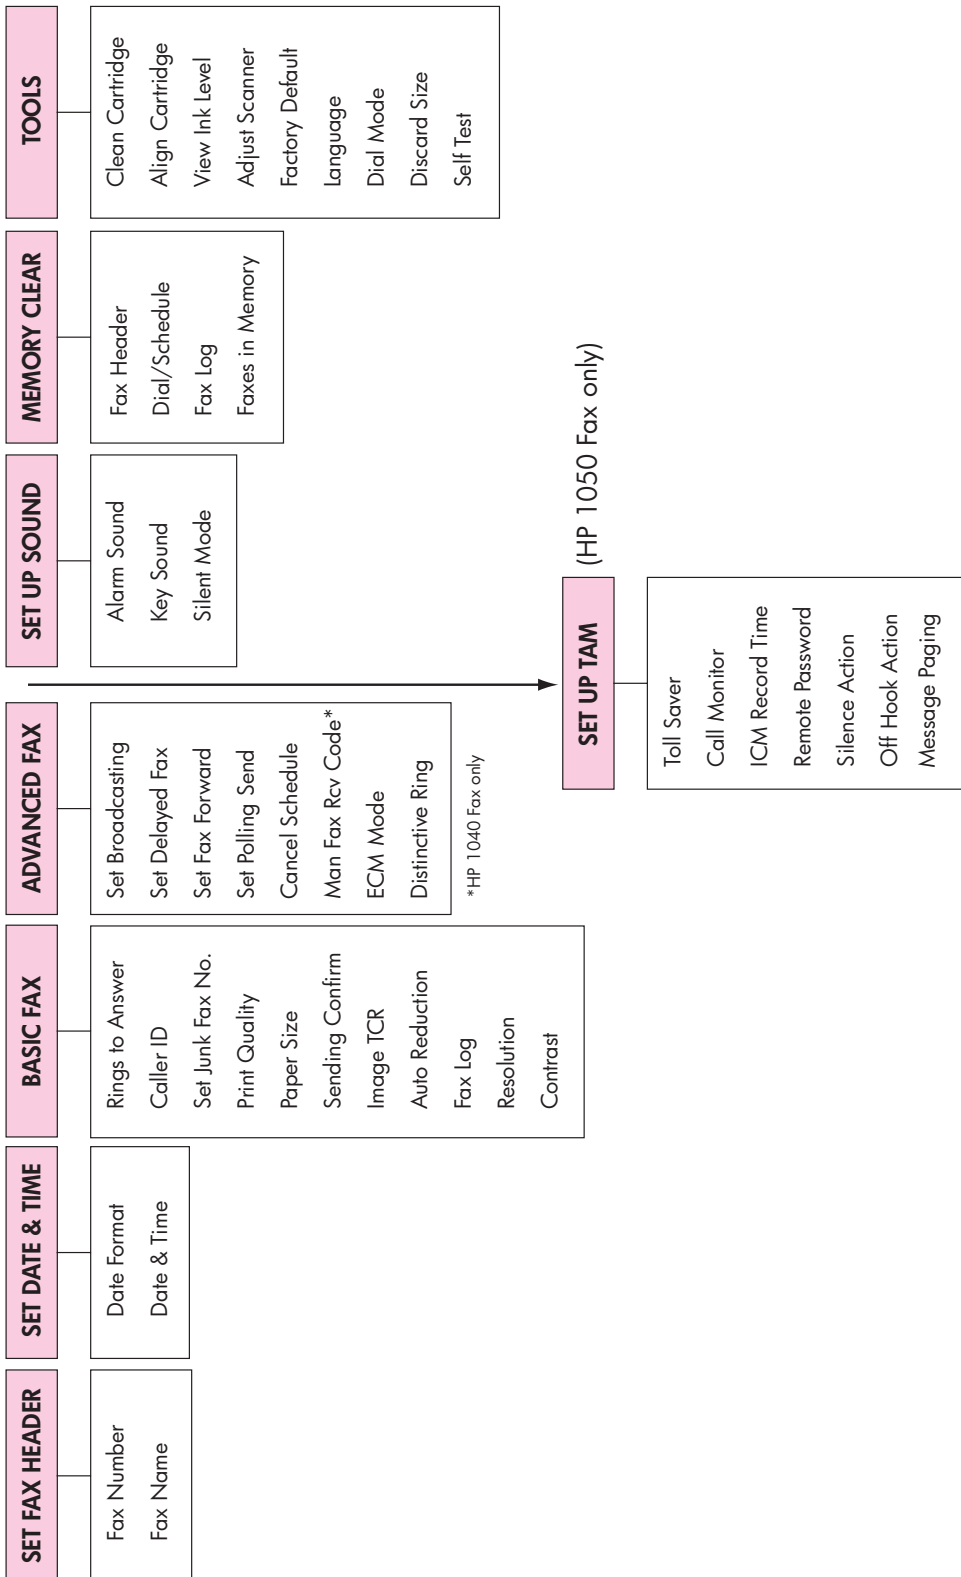 SET FAX HEADER
Fax Number
Fax Name
SET DATE & TIME
Date Format
Date & Time
BASIC FAX
Rings to Answer
Caller ID
Set Junk Fax No.
Print Quality
Paper Size
Sending Confirm
Image TCR
Auto Reduction
Fax Log
Resolution
Contrast
ADVANCED FAX
Set Broadcasting
Set Delayed Fax
Set Fax Forward
Set Polling Send
Cancel Schedule
Man Fax Rcv Code*
ECM Mode
Distinctive Ring
*HP 1040 Fax only
SET UP SOUND
Alarm Sound
Key Sound
Silent Mode
MEMORY CLEAR
Fax Header
Dial/Schedule
Fax Log
Faxes in Memory
TOOLS
Clean Cartridge
Align Cartridge
View Ink Level
Adjust Scanner
Factory Default
Language
Dial Mode
Discard Size
Self Test
SET UP TAM
(HP 1050 Fax only)
Toll Saver
Call Monitor
ICM Record Time
Remote Password
Silence Action
Off Hook Action
Message Paging